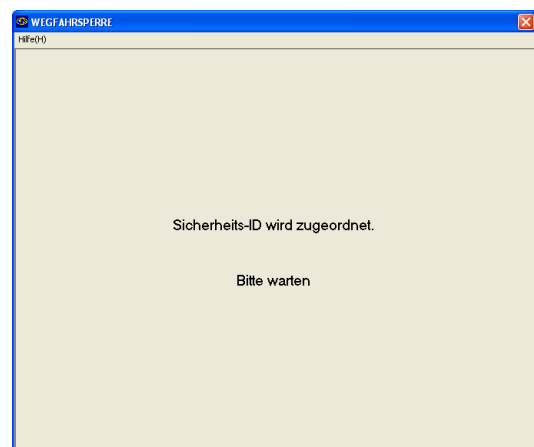 WEGFAHRSPERRE
Hilfe(H)
Sicherheits-ID wird zugeordnet.
Bitte warten